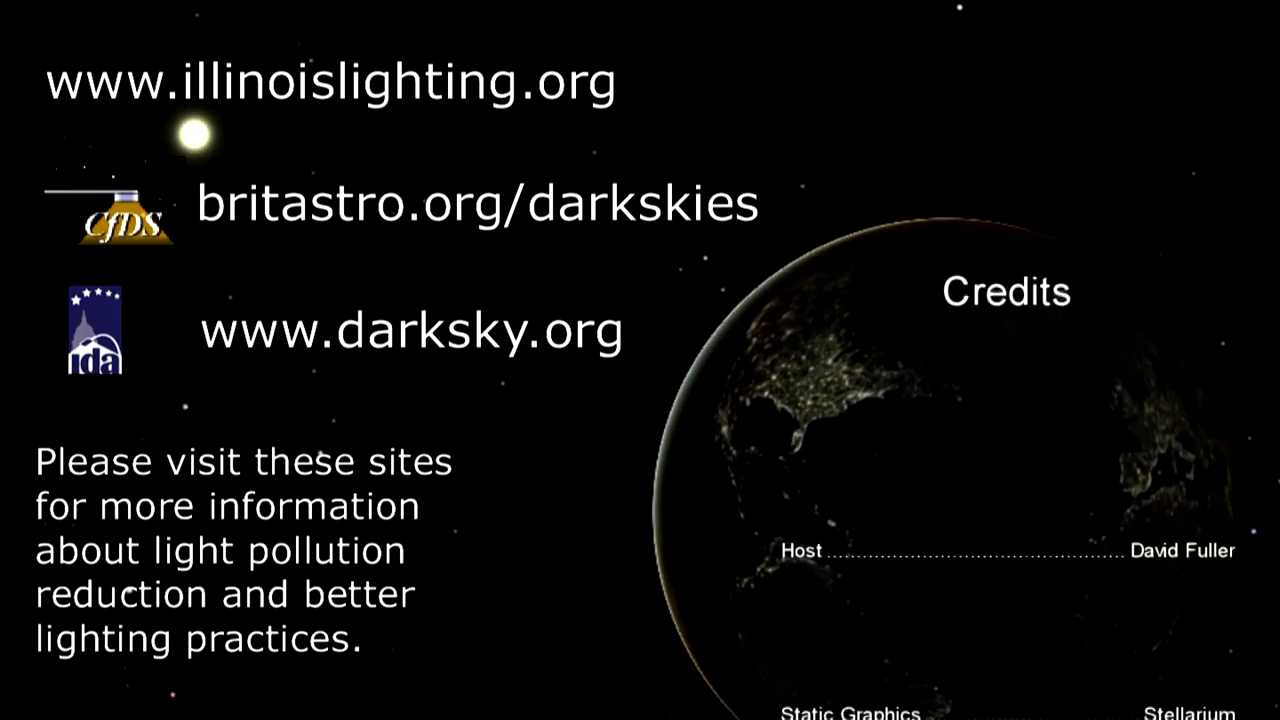 www.illinoislighting.org
CfDS
britastro.org/darkskies
ida
www.darksky.org
Please visit these sites
for more information
about light pollution
reduction and better
lighting practices.
Credits
Host ........................................................ David Fuller
Static Graphics ........................................ Stellarium